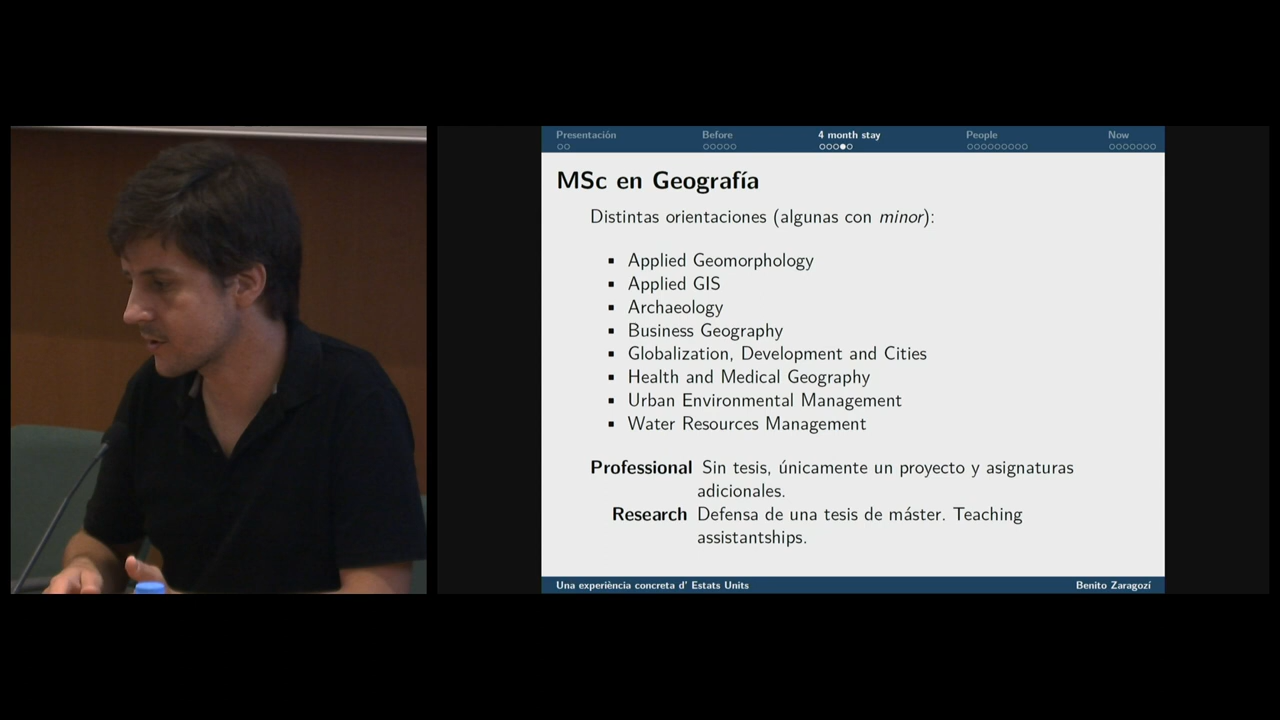 Presentación Before 4 month stay People Now
MSc en Geografía
Distintas orientaciones (algunas con minor):
Applied Geomorphology
Applied GIS
Archaeology
Business Geography
Globalization, Development and Cities
Health and Medical Geography
Urban Environmental Management
Water Resources Management
Professional Sin tesis, únicamente un proyecto y asignaturas
adicionales.
Research Defensa de una tesis de máster. Teaching
assistantships.
Una experiència concreta d' Estats Units Benito Zaragozí